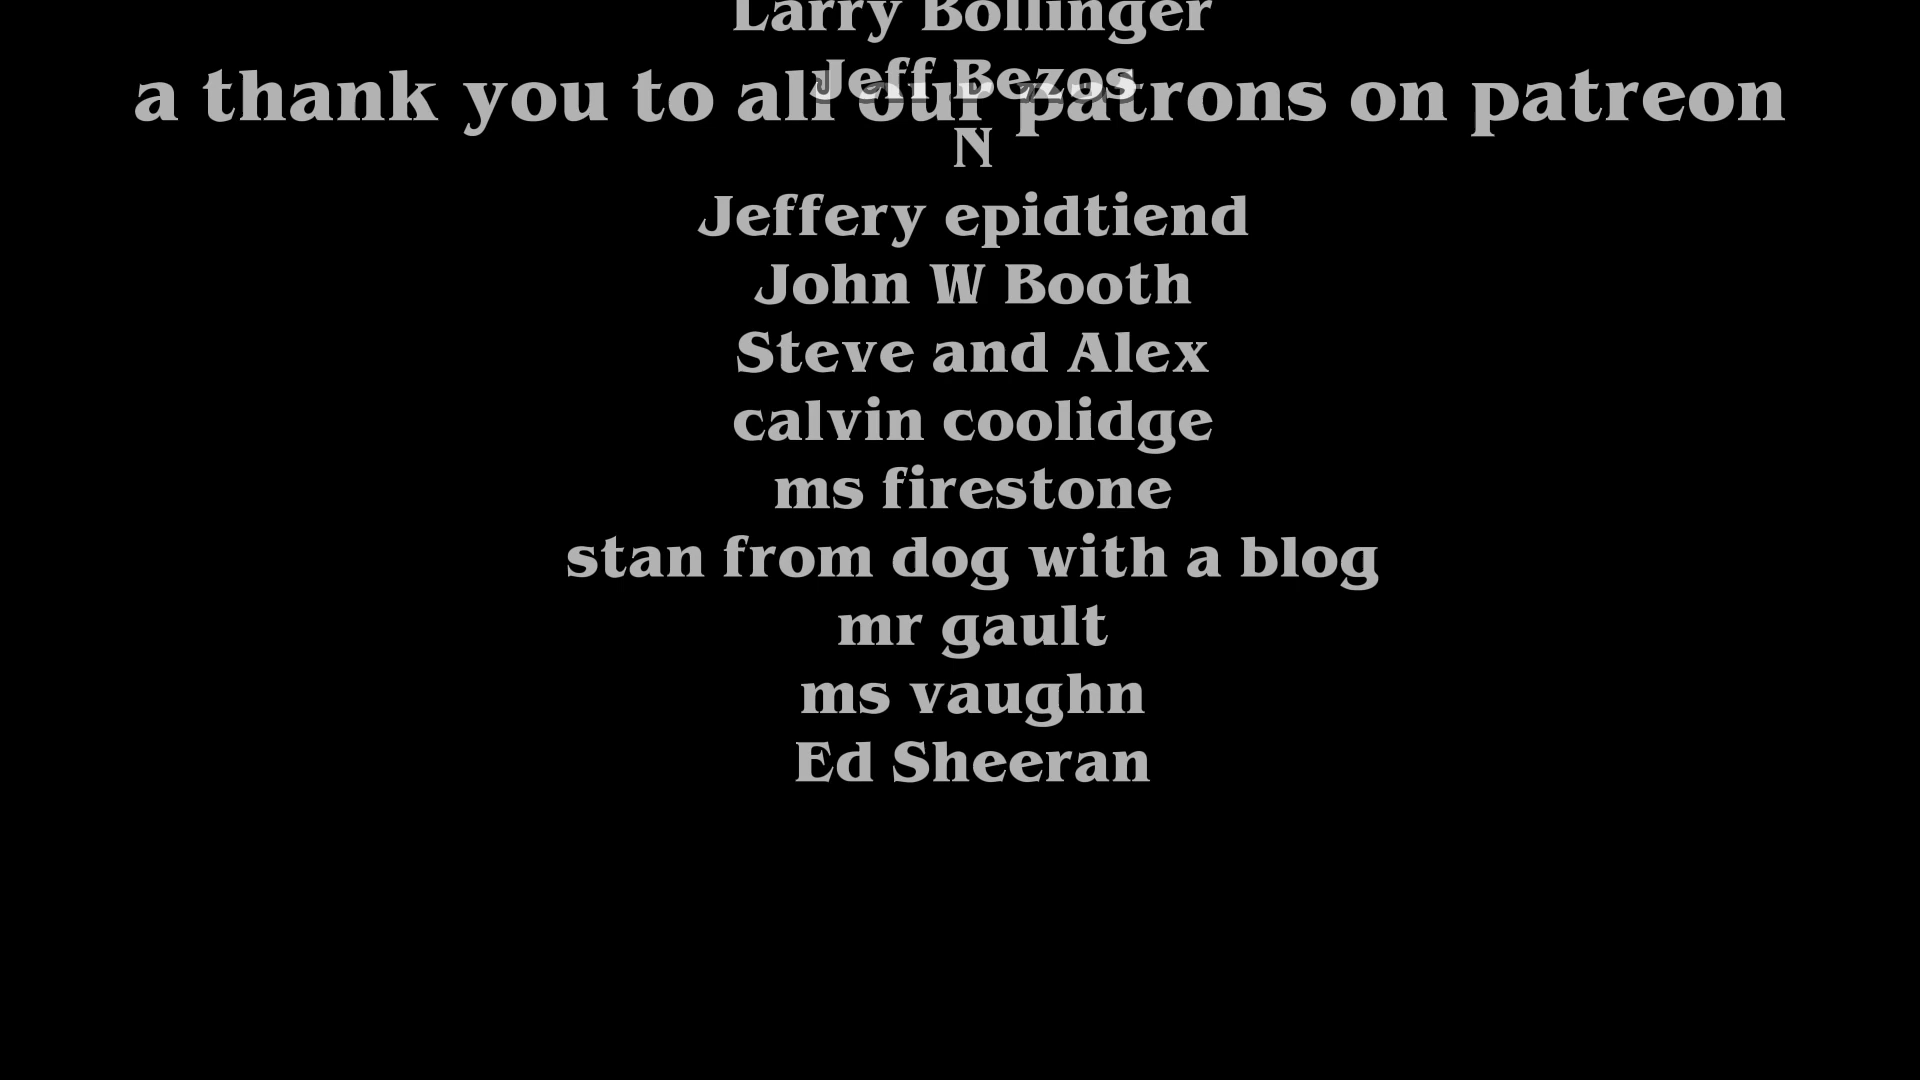 Larry Bollinger
Jeff Bezos
a thank you to all our patrons on patreon
N
Jeffery epidtiend
John W Booth
Steve and Alex
calvin coolidge
ms firestone
stan from dog with a blog
mr gault
ms vaughn
Ed Sheeran